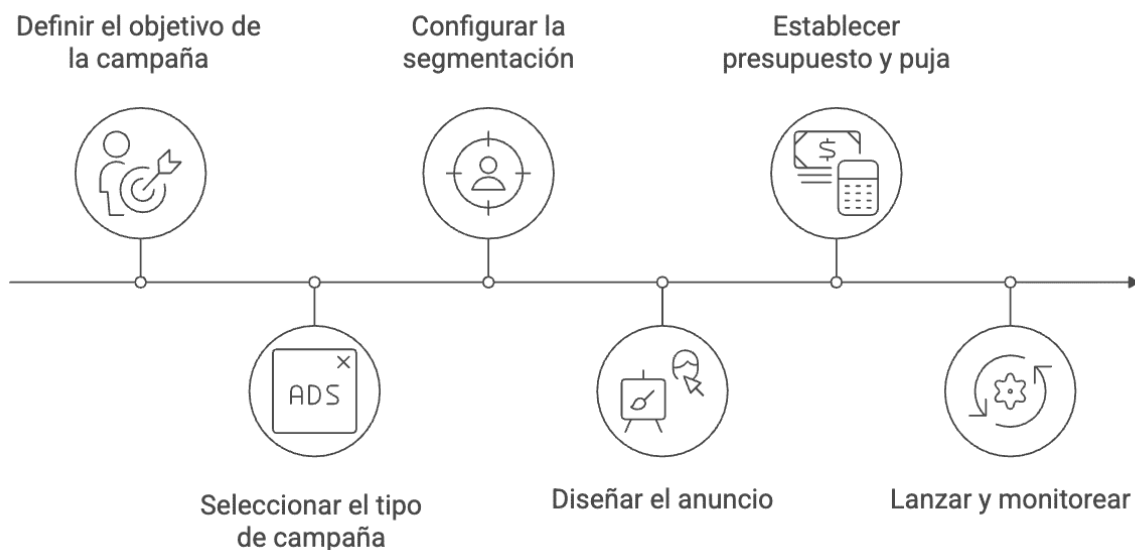 Definir el objetivo de
la campaña
Configurar la
segmentación
Establecer
presupuesto y puja
$
ADS
Seleccionar el tipo
de campaña
Diseñar el anuncio
Lanzar y monitorear